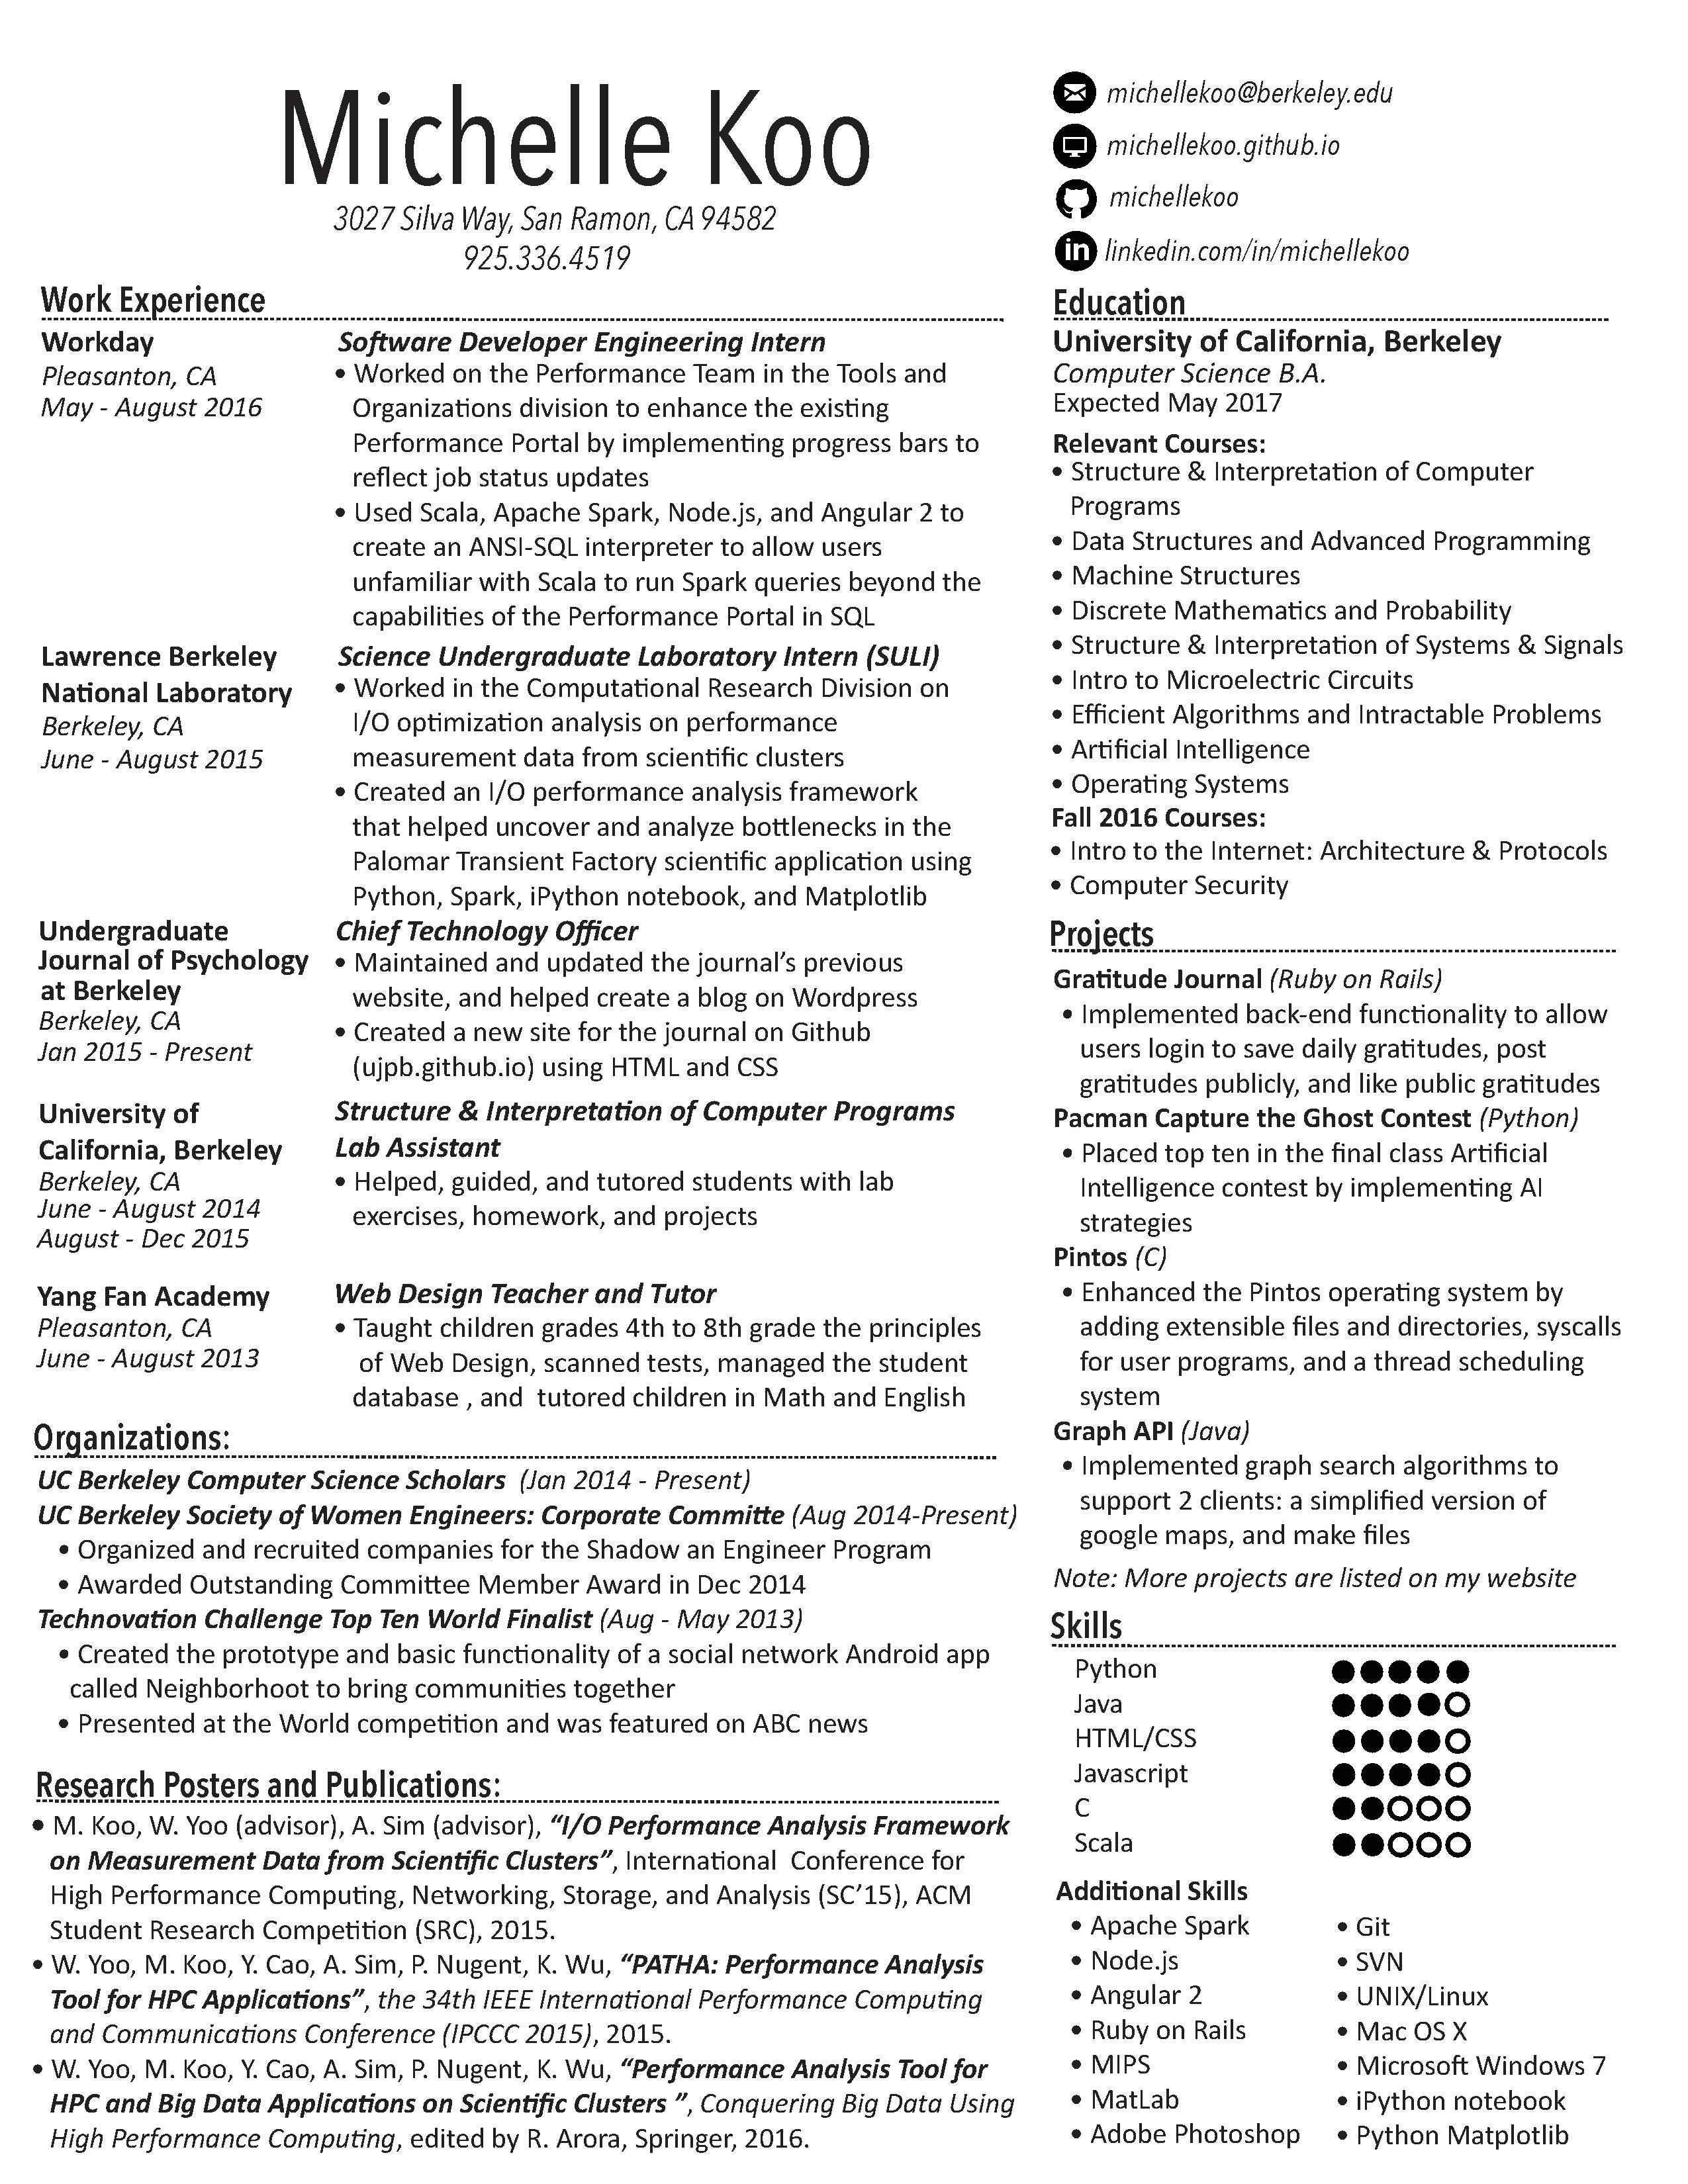 Michelle Koo
3027 Silva Way, San Ramon, CA 94582
925.336.4519
michellekoo@berkeley.edu
michellekoo.github.io
michellekoo
linkedin.com/in/michellekoo
Work Experience
Workday
Pleasanton, CA
May - August 2016
Software Developer Engineering Intern
• Worked on the Performance Team in the Tools and
Organizations division to enhance the existing
Performance Portal by implementing progress bars to
reflect job status updates
• Used Scala, Apache Spark, Node.js, and Angular 2 to
create an ANSI-SQL interpreter to allow users
unfamiliar with Scala to run Spark queries beyond the
capabilities of the Performance Portal in SQL
Lawrence Berkeley
National Laboratory
Berkeley, CA
June - August 2015
Science Undergraduate Laboratory Intern (SULI)
• Worked in the Computational Research Division on
I/O optimization analysis on performance
measurement data from scientific clusters
• Created an I/O performance analysis framework
that helped uncover and analyze bottlenecks in the
Palomar Transient Factory scientific application using
Python, Spark, iPython notebook, and Matplotlib
Undergraduate
Journal of Psychology
at Berkeley
Berkeley, CA
Jan 2015 - Present
Chief Technology Officer
• Maintained and updated the journal’s previous
website, and helped create a blog on Wordpress
• Created a new site for the journal on Github
(ujpb.github.io) using HTML and CSS
University of
California, Berkeley
Berkeley, CA
June - August 2014
August - Dec 2015
Structure & Interpretation of Computer Programs
Lab Assistant
• Helped, guided, and tutored students with lab
exercises, homework, and projects
Yang Fan Academy
Pleasanton, CA
June - August 2013
Web Design Teacher and Tutor
• Taught children grades 4th to 8th grade the principles
of Web Design, scanned tests, managed the student
database , and  tutored children in Math and English
Organizations:
UC Berkeley Computer Science Scholars  (Jan 2014 - Present)
UC Berkeley Society of Women Engineers: Corporate Committe (Aug 2014-Present)
• Organized and recruited companies for the Shadow an Engineer Program
• Awarded Outstanding Committee Member Award in Dec 2014
Technovation Challenge Top Ten World Finalist (Aug - May 2013)
• Created the prototype and basic functionality of a social network Android app
called Neighborhoot to bring communities together
• Presented at the World competition and was featured on ABC news
Research Posters and Publications:
• M. Koo, W. Yoo (advisor), A. Sim (advisor), “I/O Performance Analysis Framework
on Measurement Data from Scientific Clusters”, International  Conference for
High Performance Computing, Networking, Storage, and Analysis (SC’15), ACM
Student Research Competition (SRC), 2015.
• W. Yoo, M. Koo, Y. Cao, A. Sim, P. Nugent, K. Wu, “PATHA: Performance Analysis
Tool for HPC Applications”, the 34th IEEE International Performance Computing
and Communications Conference (IPCCC 2015), 2015.
• W. Yoo, M. Koo, Y. Cao, A. Sim, P. Nugent, K. Wu, “Performance Analysis Tool for
HPC and Big Data Applications on Scientific Clusters ”, Conquering Big Data Using
High Performance Computing, edited by R. Arora, Springer, 2016.
Education
University of California, Berkeley
Computer Science B.A.
Expected May 2017
Relevant Courses:
• Structure & Interpretation of Computer
Programs
• Data Structures and Advanced Programming
• Machine Structures
• Discrete Mathematics and Probability
• Structure & Interpretation of Systems & Signals
• Intro to Microelectric Circuits
• Efficient Algorithms and Intractable Problems
• Artificial Intelligence
• Operating Systems
Fall 2016 Courses:
• Intro to the Internet: Architecture & Protocols
• Computer Security
Projects
Gratitude Journal (Ruby on Rails)
• Implemented back-end functionality to allow
users login to save daily gratitudes, post
gratitudes publicly, and like public gratitudes
Pacman Capture the Ghost Contest (Python)
• Placed top ten in the final class Artificial
Intelligence contest by implementing AI
strategies
Pintos (C)
• Enhanced the Pintos operating system by
adding extensible files and directories, syscalls
for user programs, and a thread scheduling
system
Graph API (Java)
• Implemented graph search algorithms to
support 2 clients: a simplified version of
google maps, and make files
Note: More projects are listed on my website
Skills
Python
Java
HTML/CSS
Javascript
C
Scala
Additional Skills
• Apache Spark
• Node.js
• Angular 2
• Ruby on Rails
• MIPS
• MatLab
• Adobe Photoshop
• Git
• SVN
• UNIX/Linux
• Mac OS X
• Microsoft Windows 7
• iPython notebook
• Python Matplotlib